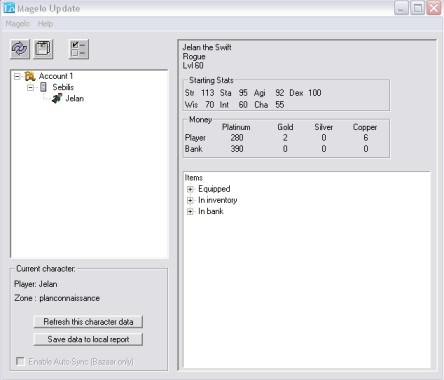 Magelo Update
Magelo Help
Account 1
Sebilis
Jelan
Current character:
Player: Jelan
Zone : planconnaissance
Refresh this character data
Save data to local report
Enable Auto-Sync (Bazaar only)
Jelan the Swift
Rogue
Lvl 60
Starting Stats
Str 113 Sta 95 Agi 92 Dex 100
Wis 70 Int 60 Cha 55
Money
Platinum Gold Silver Copper
Player 280 2 0 6
Bank 390 0 0 0
Items
Equipped
In inventory
In bank